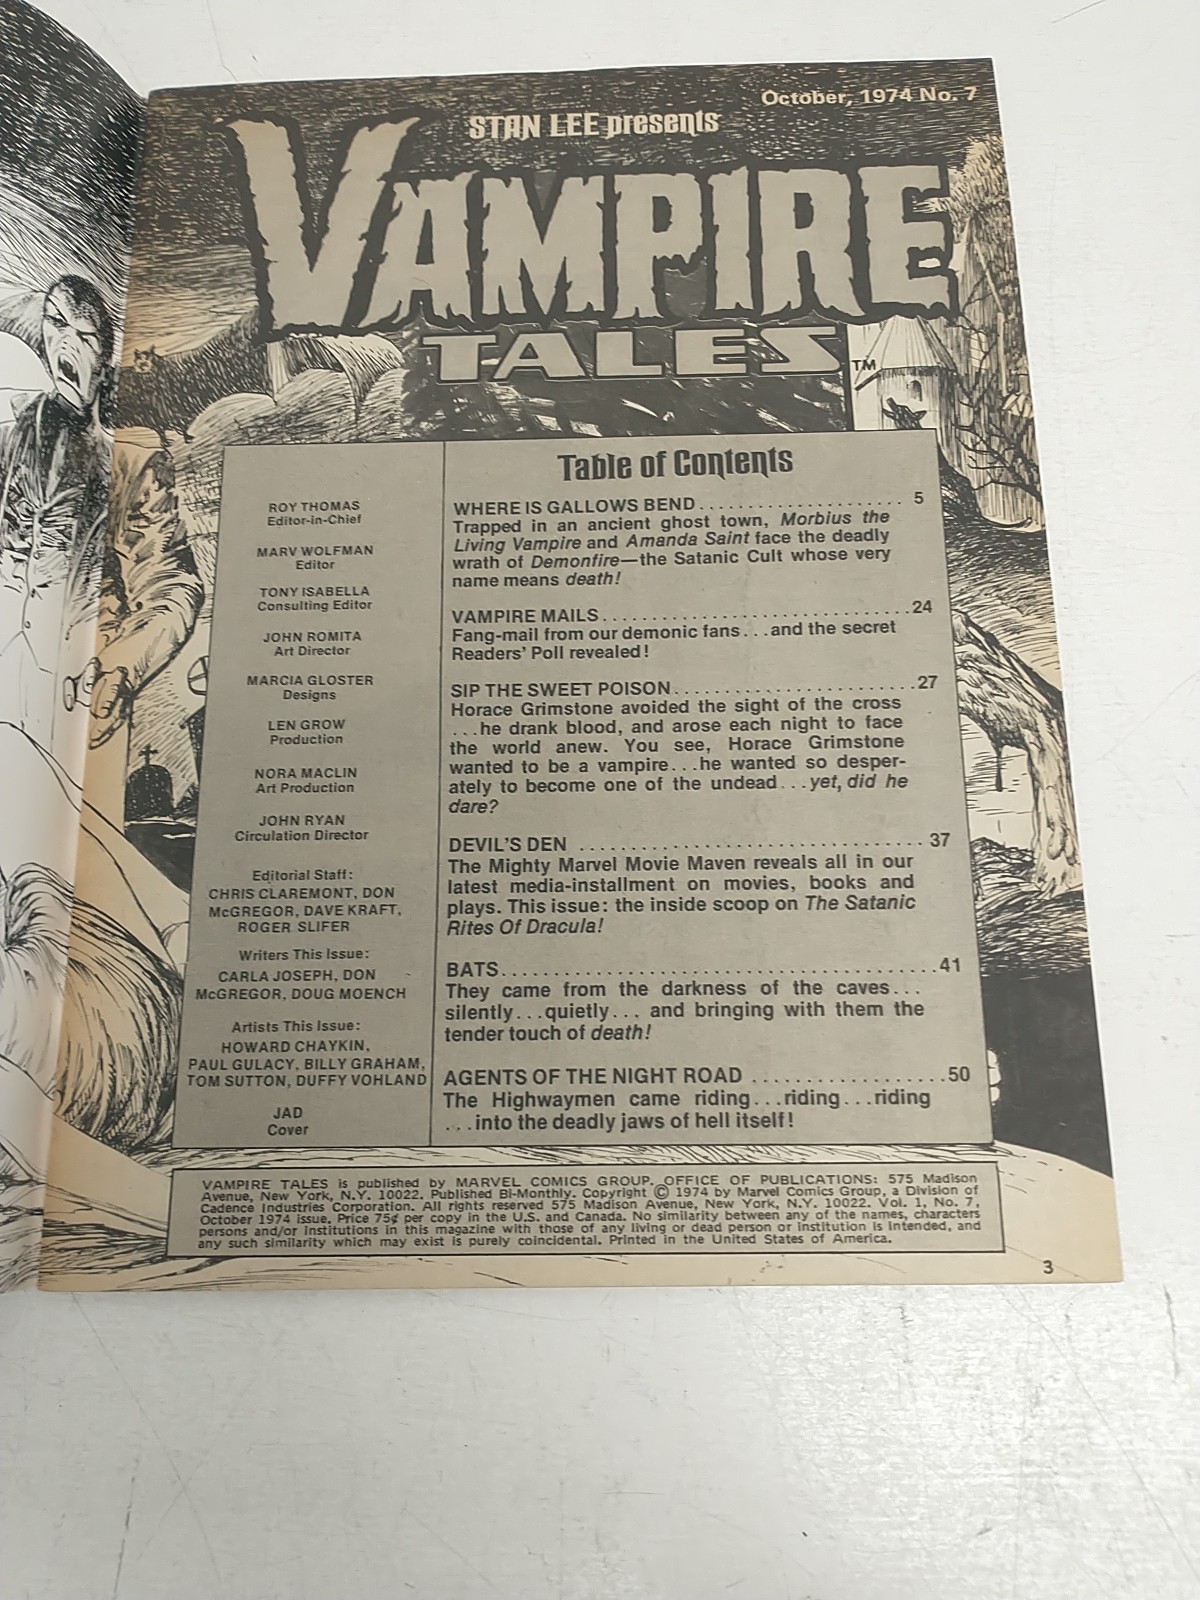 October, 1974 No. 7
STAN LEE presents
VAMPIRE
TALES
TM
ROY THOMAS
Editor-in-Chief
MARV WOLFMAN
Editor
TONY ISABELLA
Consulting Editor
JOHN ROMITA
Art Director
MARCIA GLOSTER
Designs
LEN GROW
Production
NORA MACLIN
Art Production
JOHN RYAN
Circulation Director
Editorial Staff:
CHRIS CLAREMONT, DON
McGREGOR, DAVE KRAFT,
ROGER SLIFER
Writers This Issue:
CARLA JOSEPH, DON
McGREGOR, DOUG MOENCH
Artists This Issue:
HOWARD CHAYKIN,
PAUL GULACY, BILLY GRAHAM,
TOM SUTTON, DUFFY VOHLAND
JAD
Cover
Table of Contents
WHERE IS GALLOWS BEND.................... 5
Trapped in an ancient ghost town, Morbius the
Living Vampire and Amanda Saint face the deadly
wrath of Demonfire—the Satanic Cult whose very
name means death!
VAMPIRE MAILS..............................24
Fang-mail from our demonic fans...and the secret
Readers' Poll revealed!
SIP THE SWEET POISON.......................27
Horace Grimstone avoided the sight of the cross
...he drank blood, and arose each night to face
the world anew. You see, Horace Grimstone
wanted to be a vampire...he wanted so desper-
ately to become one of the undead...yet, did he
dare?
DEVIL'S DEN ................................37
The Mighty Marvel Movie Maven reveals all in our
latest media-installment on movies, books and
plays. This issue: the inside scoop on The Satanic
Rites Of Dracula!
BATS.......................................41
They came from the darkness of the caves...
silently...quietly... and bringing with them the
tender touch of death!
AGENTS OF THE NIGHT ROAD ..................50
The Highwaymen came riding...riding...riding
...into the deadly jaws of hell itself!
VAMPIRE TALES is published by MARVEL COMICS GROUP. OFFICE OF PUBLICATIONS: 575 Madison
Avenue, New York, N.Y. 10022. Published Bi-Monthly. Copyright © 1974 by Marvel Comics Group, a Division of
Cadence Industries Corporation. All rights reserved 575 Madison Avenue, New York, N.Y. 10022. Vol. 1, No. 7,
October 1974 issue. Price 75¢ per copy in the U.S. and Canada. No similarity between any of the names, characters
persons and/or institutions in this magazine with those of any living or dead person or institution is intended, and
any such similarity which may exist is purely coincidental. Printed in the United States of America.
3